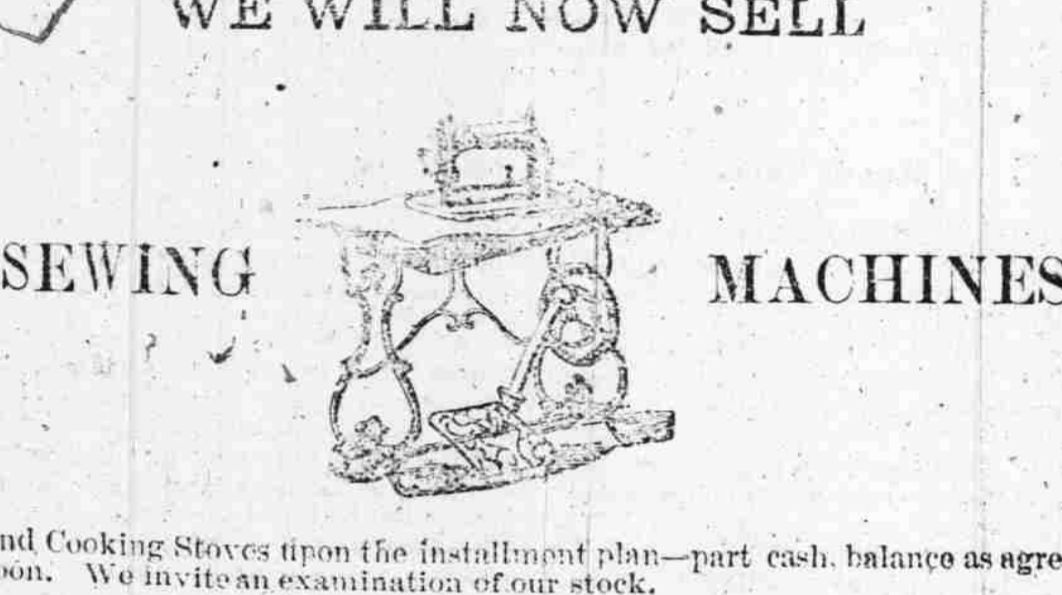 WE WILL NOW SELL
SEWING MACHINES
nd Cooking Stoves upon the installment plan—part cash, balance as agre
pon. We invite an examination of our stock.